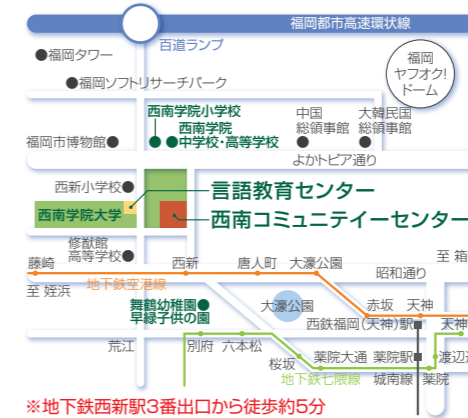 福岡都市高速環状線
百道ランプ
●福岡タワー
福岡
ヤフオク!
ドーム
●福岡ソフトリサーチパーク
西南学院小学校
西南学院
中学校・高等学校
中国
総領事館
大韓民国
総領事館
福岡市博物館●
よかトピア通り
西新小学校●
言語教育センター
西南学院大学
西南コミュニティーセンター
修猷館
高等学校●
藤崎
西新
唐人町
大濠公園
昭和通り
至 箱
至 姪浜
地下鉄空港線
舞鶴幼稚園●
早緑子供の園
大濠公園
赤坂
天神
西鉄福岡(天神)駅
天神
荒江
別府
六本松
桜坂
薬院大通
薬院駅
渡辺通
地下鉄七隈線
城南線
薬院
※地下鉄西新駅3番出口から徒歩約5分